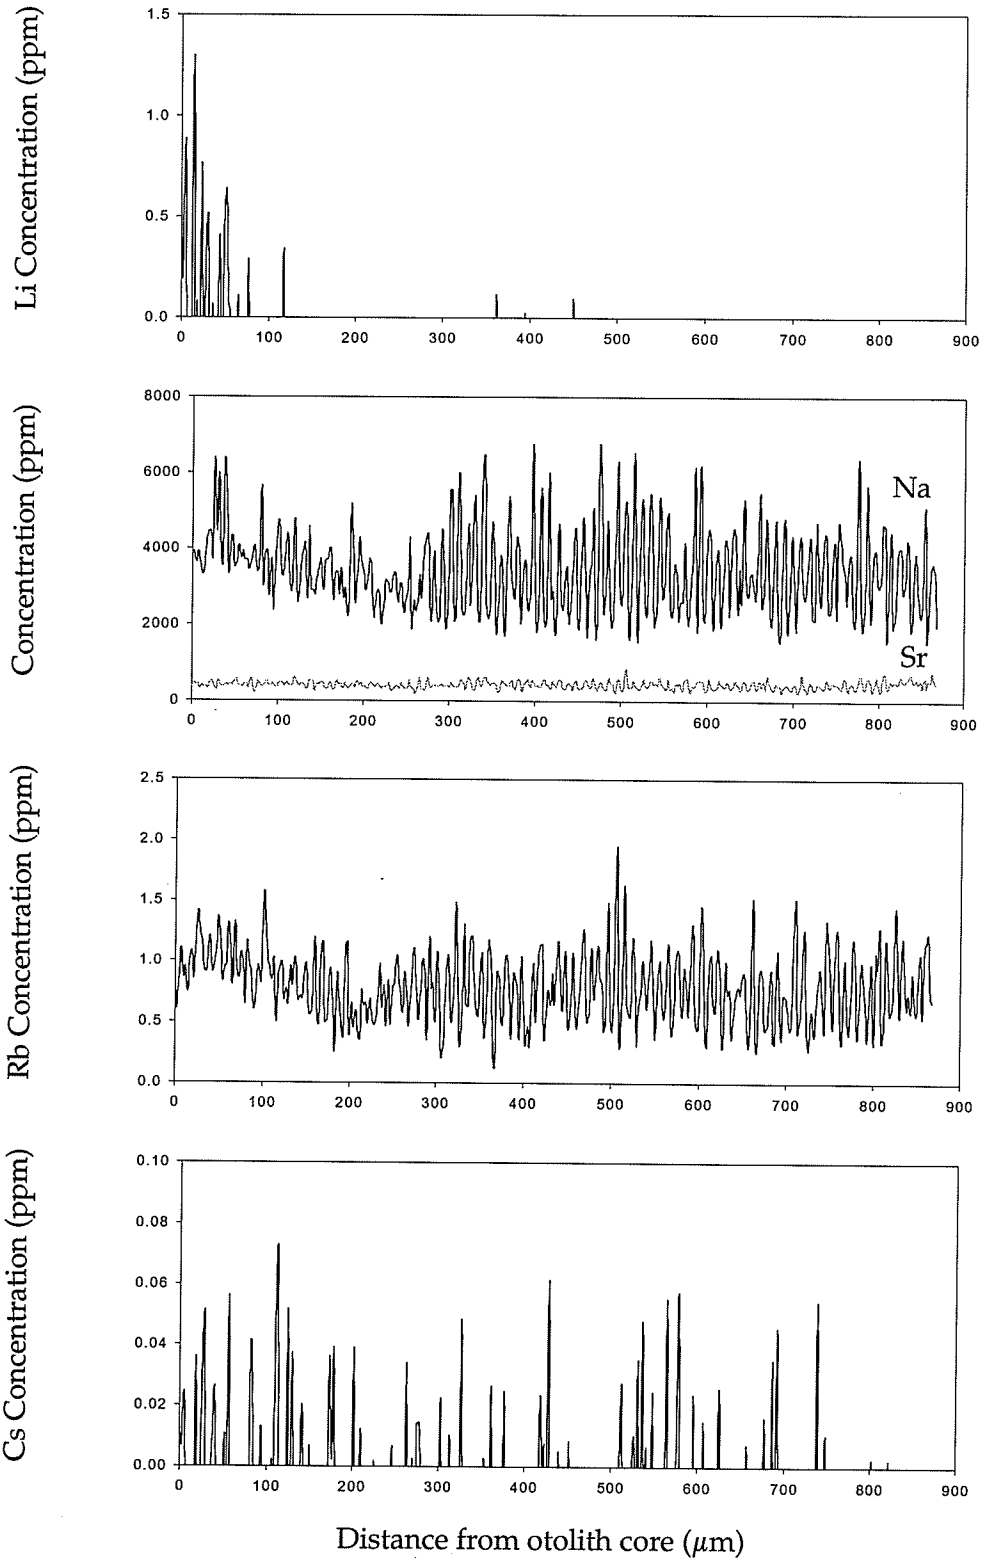 Li Concentration (ppm)
1.5
1.0
0.5
0.0
0 100 200 300 400 500 600 700 800 900
Concentration (ppm)
8000
6000
4000
2000
0
Na
Sr
0 100 200 300 400 500 600 700 800 900
Rb Concentration (ppm)
2.5
2.0
1.5
1.0
0.5
0.0
0 100 200 300 400 500 600 700 800 900
Cs Concentration (ppm)
0.10
0.08
0.06
0.04
0.02
0.00
0 100 200 300 400 500 600 700 800 900
Distance from otolith core (μm)